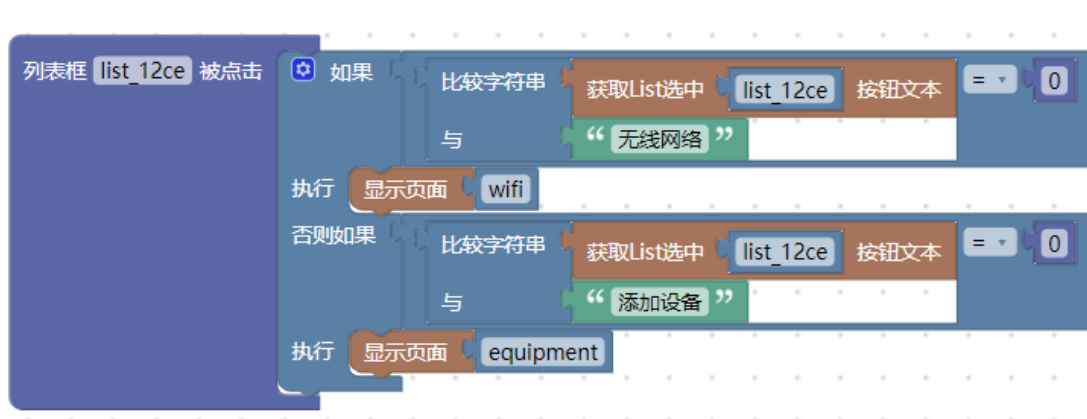 列表框 list_12ce 被点击 如果 比较字符串 获取List选中 list_12ce 按钮文本 = 0
与 “ 无线网络 ”
执行 显示页面 wifi
否则如果 比较字符串 获取List选中 list_12ce 按钮文本 = 0
与 “ 添加设备 ”
执行 显示页面 equipment